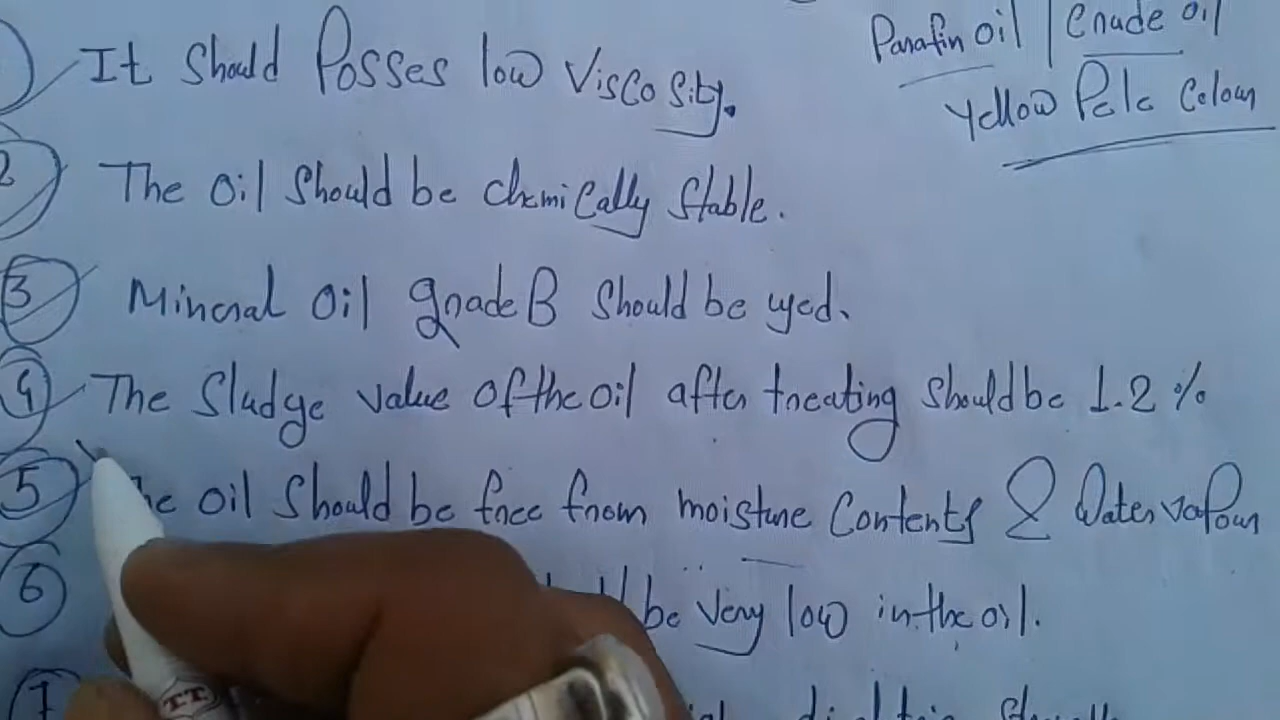 Parafin oil | Crude oil
Yellow Pale Colour
1 It Should Posses low Viscosity.
2 The Oil Should be chemically Stable.
3 Mineral Oil grade B Should be used.
4 The Sludge value of the oil after treating Should be 1.2 %
5 The Oil Should be free from moisture Contents & Water vapour
6 be Very low in the oil.
7
TT